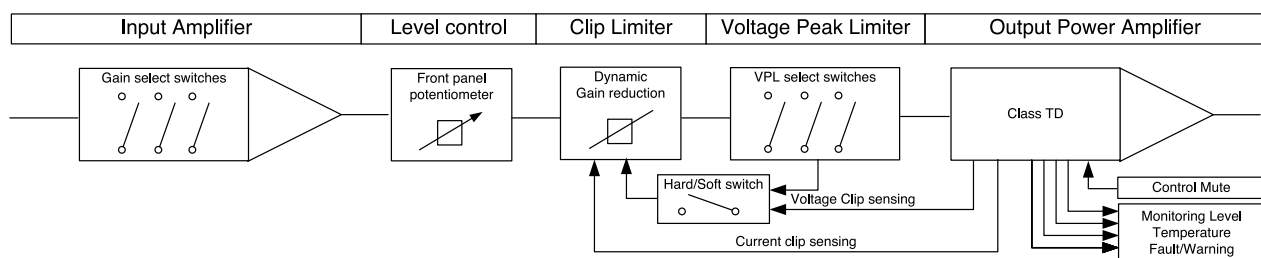 Input Amplifier
Level control
Clip Limiter
Voltage Peak Limiter
Output Power Amplifier
Gain select switches
Front panel
potentiometer
Dynamic
Gain reduction
VPL select switches
Class TD
Hard/Soft switch
Voltage Clip sensing
Current clip sensing
Control Mute
Monitoring Level
Temperature
Fault/Warning